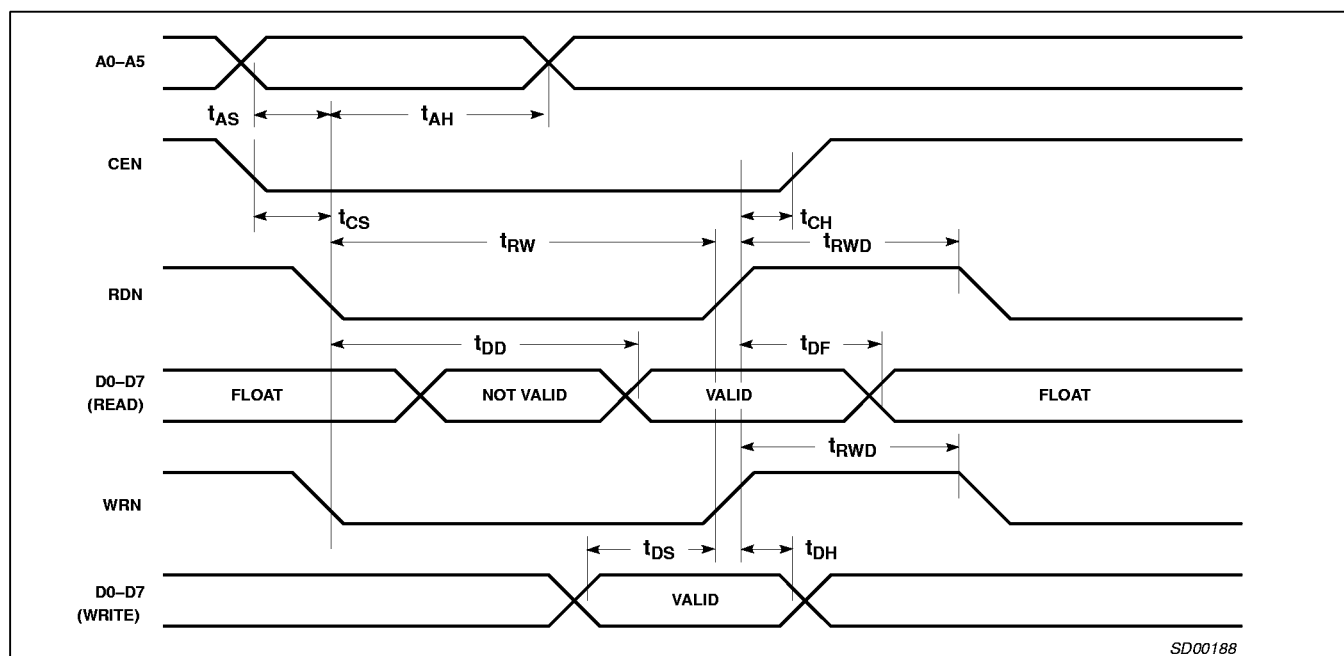 A0–A5
tAS
tAH
CEN
tCS
tCH
tRW
tRWD
RDN
tDD
tDF
D0–D7
(READ)
FLOAT
NOT VALID
VALID
FLOAT
tRWD
WRN
tDS
tDH
D0–D7
(WRITE)
VALID
SD00188